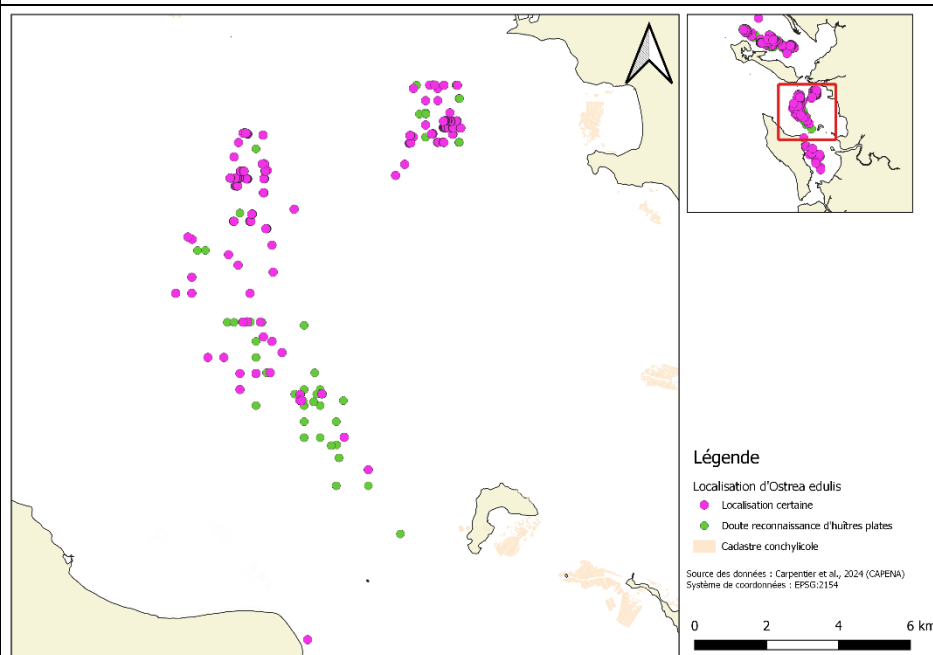 Légende
Localisation d'Ostrea edulis
Localisation certaine
Doute reconnaissance d'huîtres plates
Cadastre conchylicole
Source des données : Carpentier et al., 2024 (CAPENA)
Système de coordonnées : EPSG:2154
0 2 4 6 km